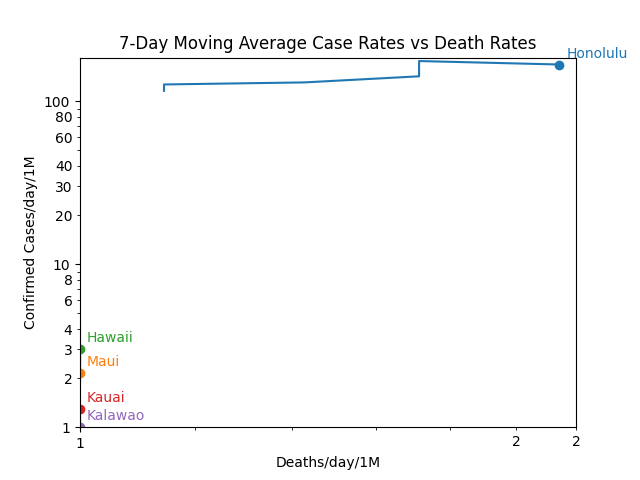 7-Day Moving Average Case Rates vs Death Rates
Honolulu
100
80
60
40
30
20
10
8
6
4
3
2
1
Confirmed Cases/day/1M
Hawaii
Maui
Kauai
Kalawao
1
2
2
Deaths/day/1M